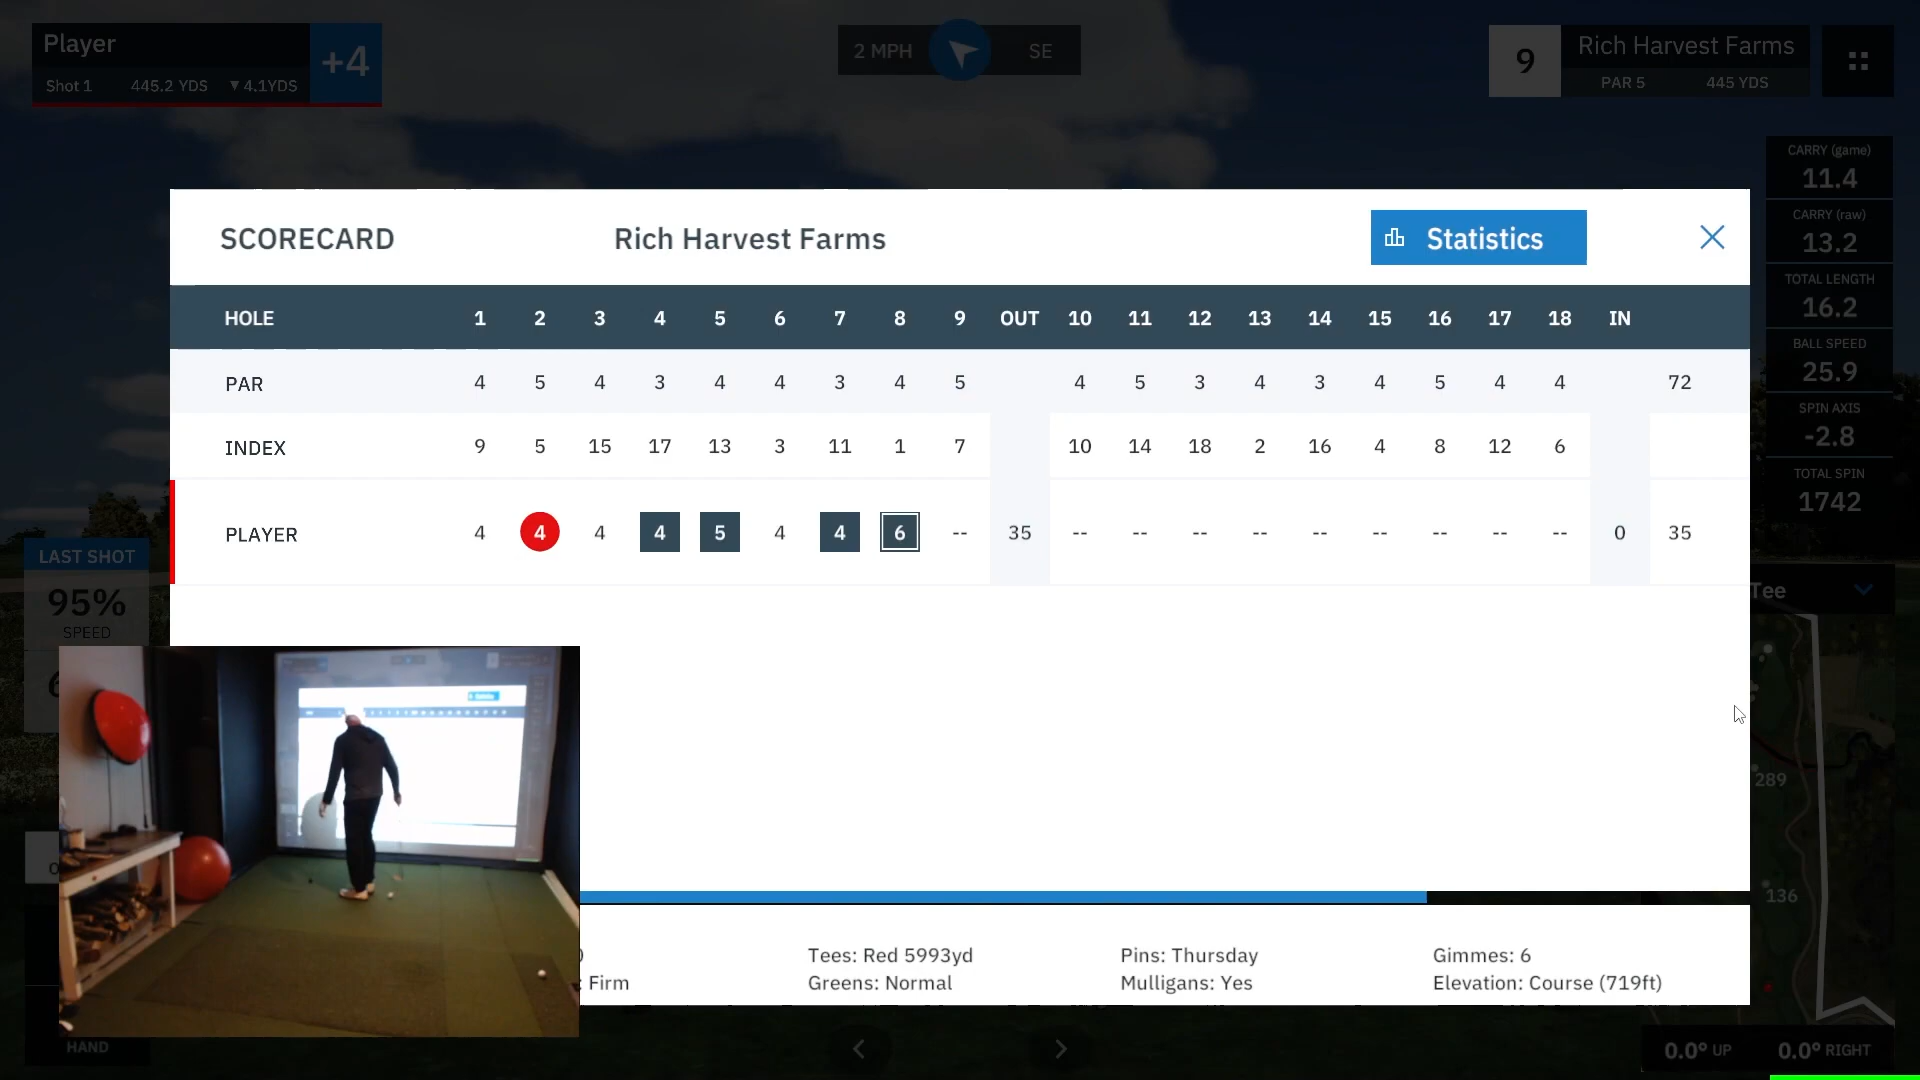 Player
+4
Shot 1 445.2 YDS ▼4.1YDS
2 MPH SE
9
Rich Harvest Farms
PAR 5 445 YDS
CARRY (game)
11.4
CARRY (raw)
13.2
TOTAL LENGTH
16.2
BALL SPEED
25.9
SPIN AXIS
-2.8
TOTAL SPIN
1742
SCORECARD Rich Harvest Farms Statistics
HOLE 1 2 3 4 5 6 7 8 9 OUT 10 11 12 13 14 15 16 17 18 IN
PAR 4 5 4 3 4 4 3 4 5 4 5 3 4 3 4 5 4 4 72
INDEX 9 5 15 17 13 3 11 1 7 10 14 18 2 16 4 8 12 6
PLAYER 4 4 4 4 5 4 4 6 -- 35 -- -- -- -- -- -- -- -- -- 0 35
LAST SHOT
95%
SPEED
Tee
289
136
Tees: Red 5993yd Pins: Thursday Gimmes: 6
: Firm Greens: Normal Mulligans: Yes Elevation: Course (719ft)
HAND
0.0° UP 0.0° RIGHT